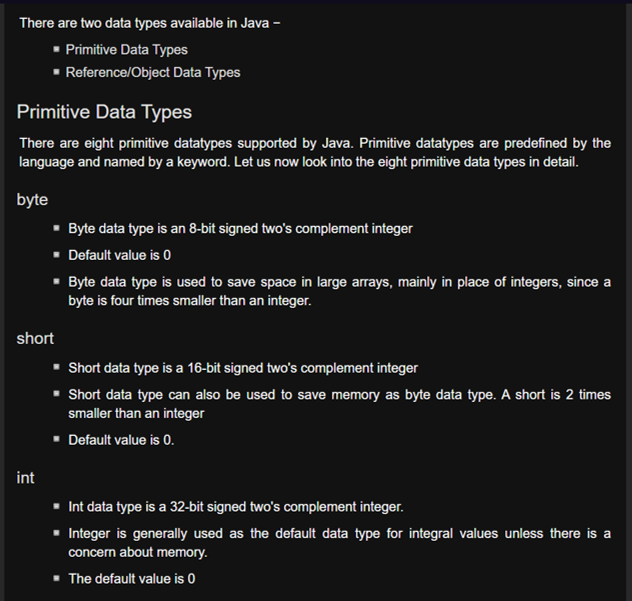 There are two data types available in Java −
Primitive Data Types
Reference/Object Data Types
Primitive Data Types
There are eight primitive datatypes supported by Java. Primitive datatypes are predefined by the
language and named by a keyword. Let us now look into the eight primitive data types in detail.
byte
Byte data type is an 8-bit signed two's complement integer
Default value is 0
Byte data type is used to save space in large arrays, mainly in place of integers, since a
byte is four times smaller than an integer.
short
Short data type is a 16-bit signed two's complement integer
Short data type can also be used to save memory as byte data type. A short is 2 times
smaller than an integer
Default value is 0.
int
Int data type is a 32-bit signed two's complement integer.
Integer is generally used as the default data type for integral values unless there is a
concern about memory.
The default value is 0